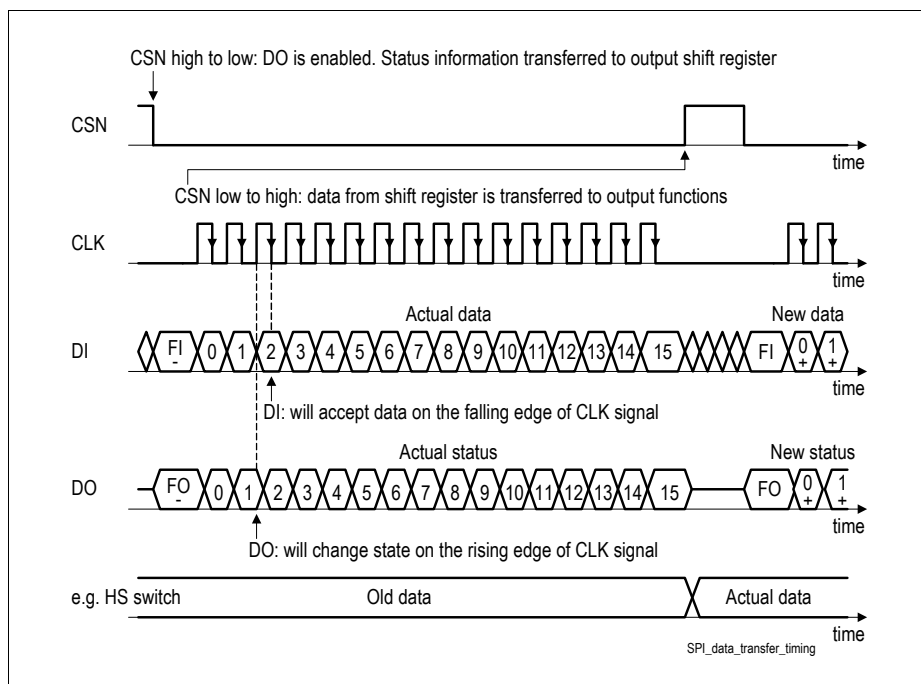 CSN high to low: DO is enabled. Status information transferred to output shift register
CSN
time
CSN low to high: data from shift register is transferred to output functions
CLK
time
Actual data
New data
DI
FI
-
0 1 2 3 4 5 6 7 8 9 10 11 12 13 14 15
FI
0
+
1
+
time
DI: will accept data on the falling edge of CLK signal
Actual status
New status
DO
FO
-
0 1 2 3 4 5 6 7 8 9 10 11 12 13 14 15
FO
0
+
1
+
time
DO: will change state on the rising edge of CLK signal
e.g. HS switch
Old data
Actual data
time
SPI_data_transfer_timing